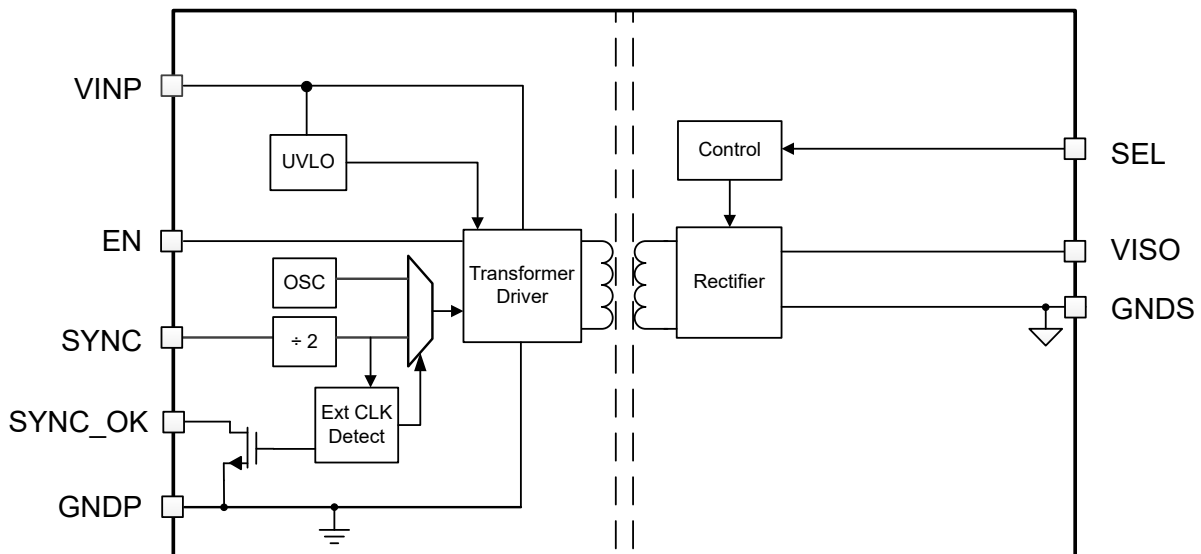 VINP
UVLO
Control
SEL
EN
OSC
Transformer
Driver
Rectifier
VISO
GNDS
SYNC
÷ 2
SYNC_OK
Ext CLK
Detect
GNDP